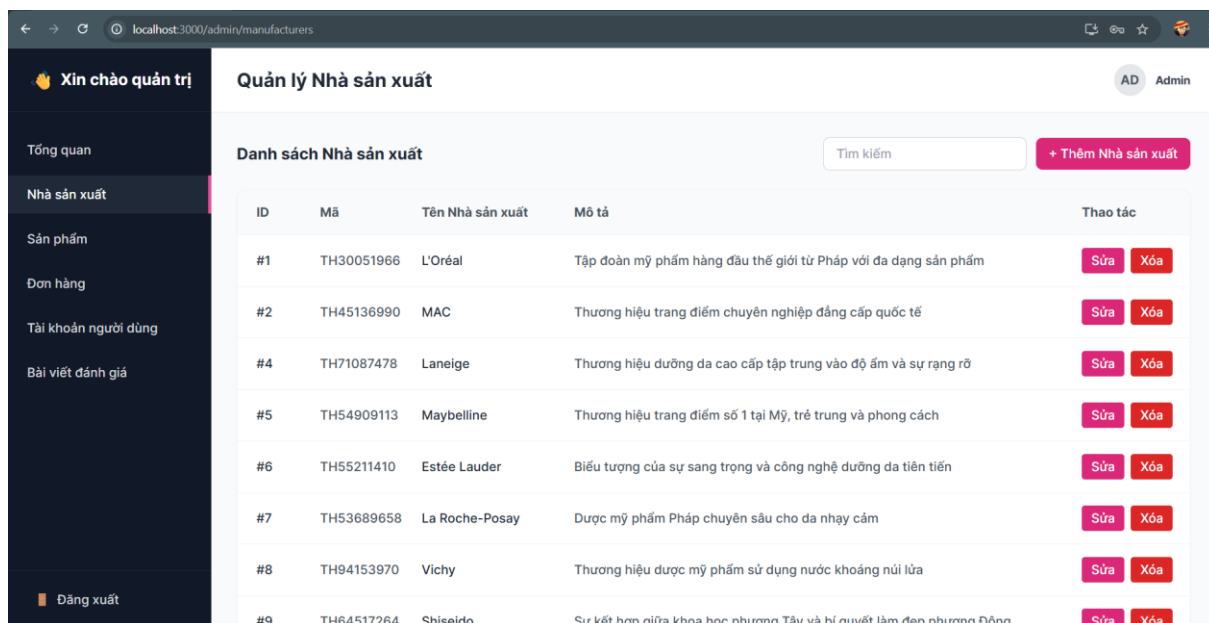 localhost:3000/admin/manufacturers
Xin chào quản trị
Quản lý Nhà sản xuất
AD Admin
Tổng quan
Nhà sản xuất
Sản phẩm
Đơn hàng
Tài khoản người dùng
Bài viết đánh giá
Đăng xuất
Danh sách Nhà sản xuất
Tìm kiếm
+ Thêm Nhà sản xuất
ID Mã Tên Nhà sản xuất Mô tả Thao tác
#1 TH30051966 L'Oréal Tập đoàn mỹ phẩm hàng đầu thế giới từ Pháp với đa dạng sản phẩm Sửa Xóa
#2 TH45136990 MAC Thương hiệu trang điểm chuyên nghiệp đẳng cấp quốc tế Sửa Xóa
#4 TH71087478 Laneige Thương hiệu dưỡng da cao cấp tập trung vào độ ẩm và sự rạng rỡ Sửa Xóa
#5 TH54909113 Maybelline Thương hiệu trang điểm số 1 tại Mỹ, trẻ trung và phong cách Sửa Xóa
#6 TH55211410 Estée Lauder Biểu tượng của sự sang trọng và công nghệ dưỡng da tiên tiến Sửa Xóa
#7 TH53689658 La Roche-Posay Dược mỹ phẩm Pháp chuyên sâu cho da nhạy cảm Sửa Xóa
#8 TH94153970 Vichy Thương hiệu dược mỹ phẩm sử dụng nước khoáng núi lửa Sửa Xóa
#9 TH64517264 Shiseido Sự kết hợp giữa khoa học phương Tây và bí quyết làm đẹp phương Đông Sửa Xóa